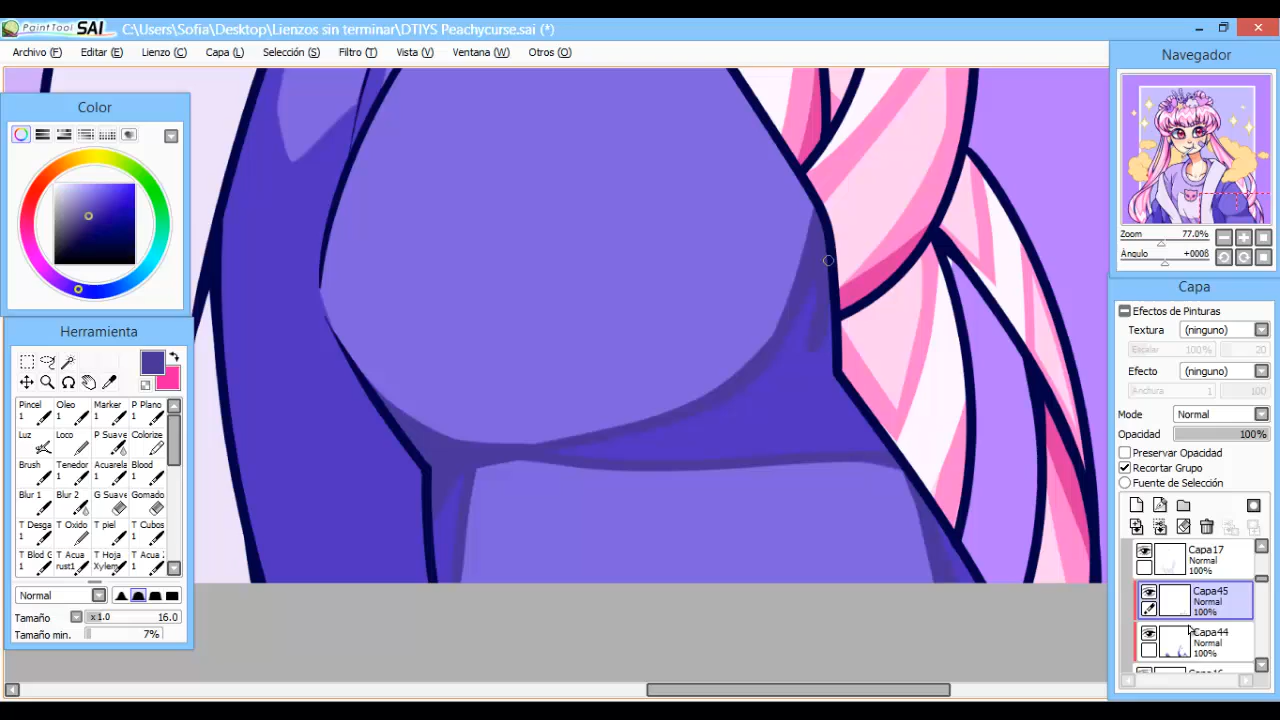 PaintTool SAI C:\Users\Sofia\Desktop\Lienzos sin terminar\DTIYS Peachycurse.sai (*)
Archivo (F) Editar (E) Lienzo (C) Capa (L) Selección (S) Filtro (T) Vista (V) Ventana (W) Otros (O)
Navegador
Zoom 77.0%
Ángulo +0008
Capa
Efectos de Pinturas
Textura (ninguno)
Escalar 100% 20
Efecto (ninguno)
Anchura 1 100
Mode Normal
Opacidad 100%
Preservar Opacidad
Recortar Grupo
Fuente de Selección
Capa17
Normal
100%
Capa45
Normal
100%
Capa44
Normal
100%
Color
Herramienta
Pincel 1 Oleo 1 Marker 1 P Plano 1
Luz Loco P Suave 1 Colorize
Brush 1 Tenedor 1 Acuarela 1 Blood 1
Blur 1 Blur 2 G Suave Gomado
T Desga 1 T Oxido T piel 1 T Cubos 1
T Blod G 1 T Acua rust1 T Hoja Xylem T Acua 1
Normal
Tamaño x1.0 16.0
Tamaño min. 7%